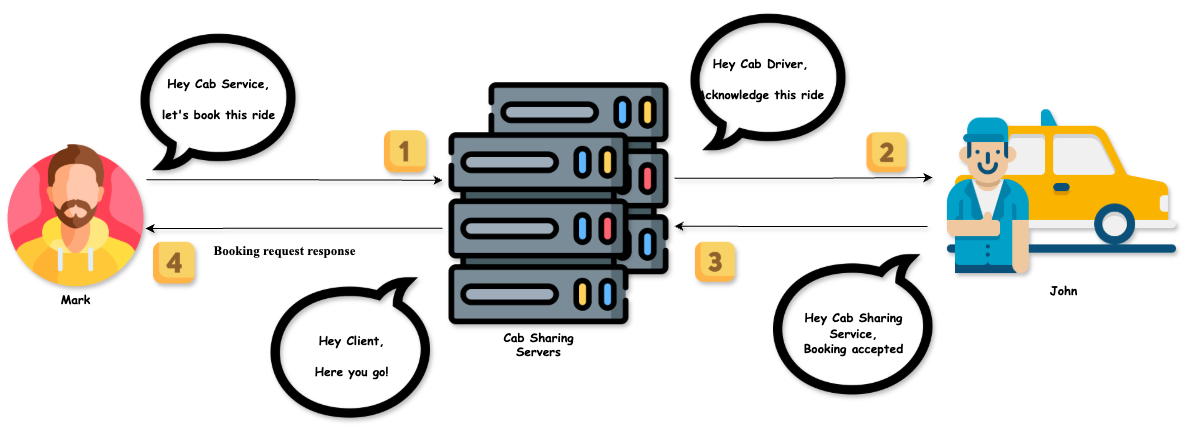 Hey Cab Service,
let's book this ride
1
Hey Cab Driver,
Acknowledge this ride
2
Mark
4
Booking request response
Hey Client,
Here you go!
Cab Sharing
Servers
3
Hey Cab Sharing
Service,
Booking accepted
John